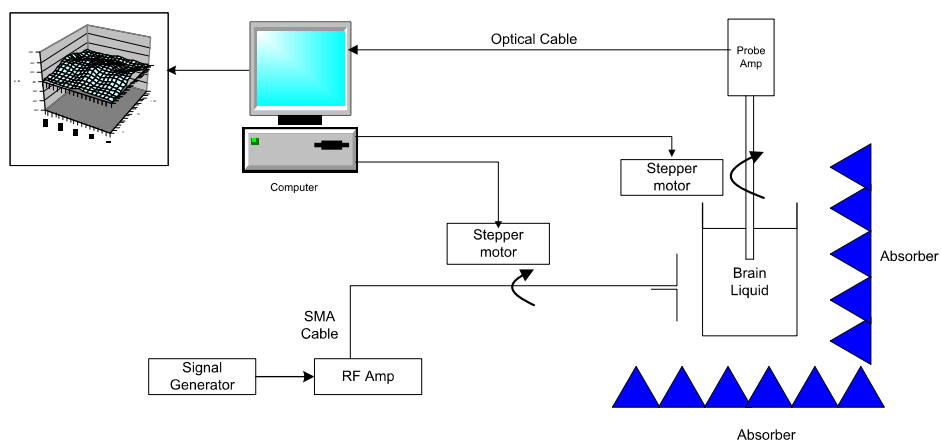 Optical Cable
Probe
Amp
Computer
Stepper
motor
Stepper
motor
Absorber
Brain
Liquid
SMA
Cable
Signal
Generator
RF Amp
Absorber